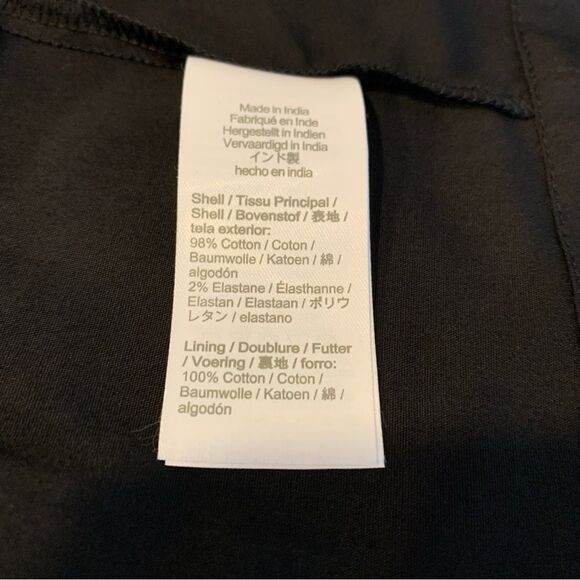 Made in India
Fabriqué en Inde
Hergestellt in Indien
Vervaardigd in India
インド製
hecho en india
Shell / Tissu Principal /
Shell / Bovenstof / 表地 /
tela exterior:
98% Cotton / Coton /
Baumwolle / Katoen / 綿 /
algodón
2% Elastane / Élasthanne /
Elastan / Elastaan / ポリウ
レタン / elastano
Lining / Doublure / Futter
/ Voering / 裏地 / forro:
100% Cotton / Coton /
Baumwolle / Katoen / 綿 /
algodón